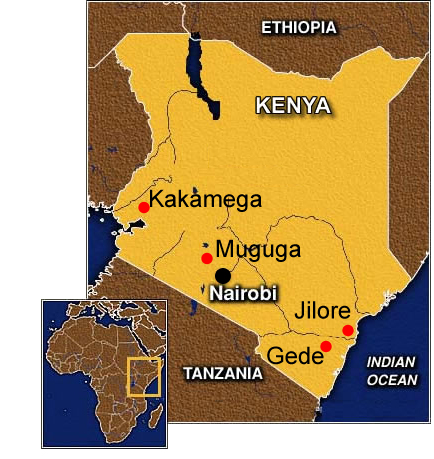 ETHIOPIA
KENYA
Kakamega
Muguga
Nairobi
Jilore
Gede
TANZANIA
INDIAN
OCEAN